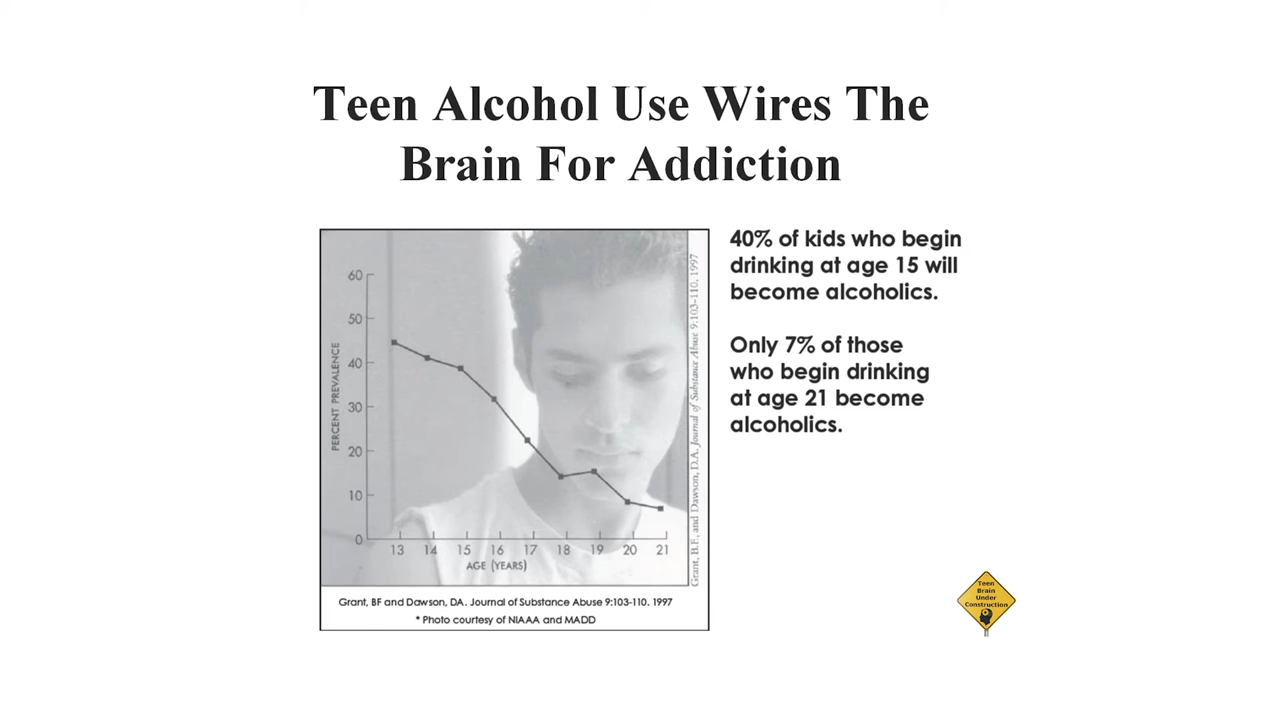 Teen Alcohol Use Wires The
Brain For Addiction
60
50
40
30
20
10
0
PERCENT PREVALENCE
13 14 15 16 17 18 19 20 21
AGE (YEARS)
Grant, B.F., and Dawson, D.A. Journal of Substance Abuse 9:103–110, 1997
Grant, BF and Dawson, DA. Journal of Substance Abuse 9:103-110. 1997
* Photo courtesy of NIAAA and MADD
40% of kids who begin
drinking at age 15 will
become alcoholics.
Only 7% of those
who begin drinking
at age 21 become
alcoholics.
Teen
Brain
Under
Construction